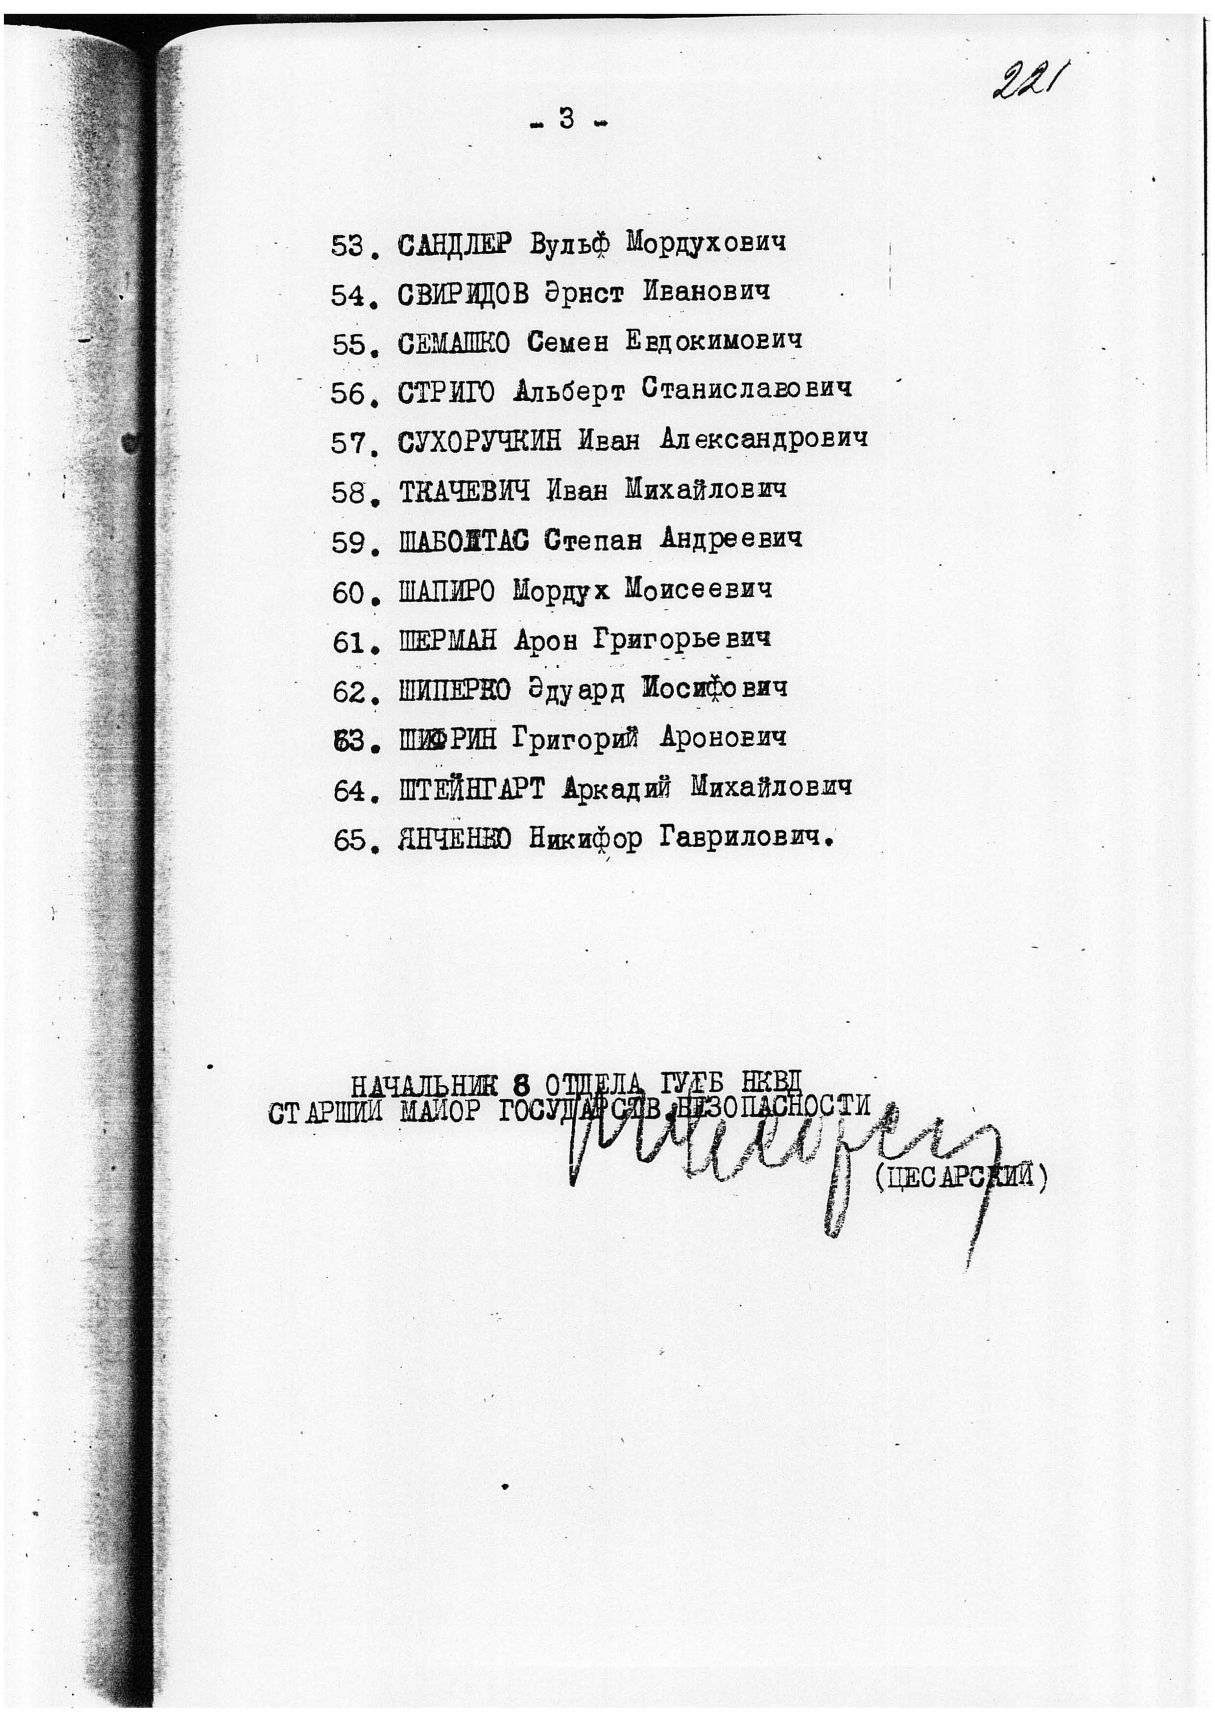 221
- 3 -
53. САНДЛЕР Вульф Мордухович
54. СВИРИДОВ Эрнст Иванович
55. СЕМАШКО Семен Евдокимович
56. СТРИГО Альберт Станиславович
57. СУХОРУЧКИН Иван Александрович
58. ТКАЧЕВИЧ Иван Михайлович
59. ШАБОЛТАС Степан Андреевич
60. ШАПИРО Мордух Моисеевич
61. ШЕРМАН Арон Григорьевич
62. ШИПЕРКО Эдуард Иосифович
63. ШИФРИН Григорий Аронович
64. ШТЕЙНГАРТ Аркадий Михайлович
65. ЯНЧЕНКО Никифор Гаврилович.
НАЧАЛЬНИК 8 ОТДЕЛА ГУГБ НКВД
СТАРШИЙ МАЙОР ГОСУДАРСТВ.БЕЗОПАСНОСТИ
(ЦЕСАРСКИЙ)